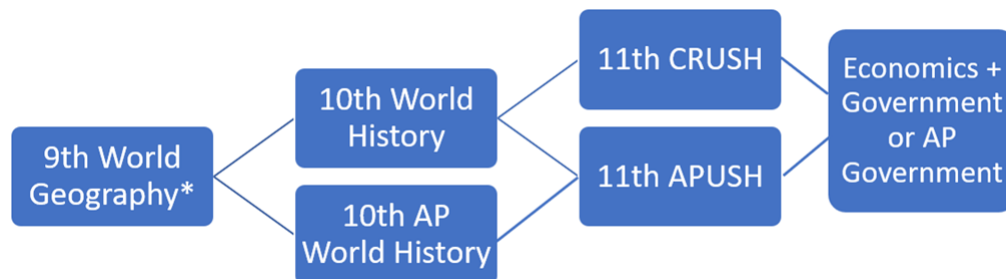 9th World
Geography*
10th World
History
10th AP
World History
11th CRUSH
11th APUSH
Economics +
Government
or AP
Government